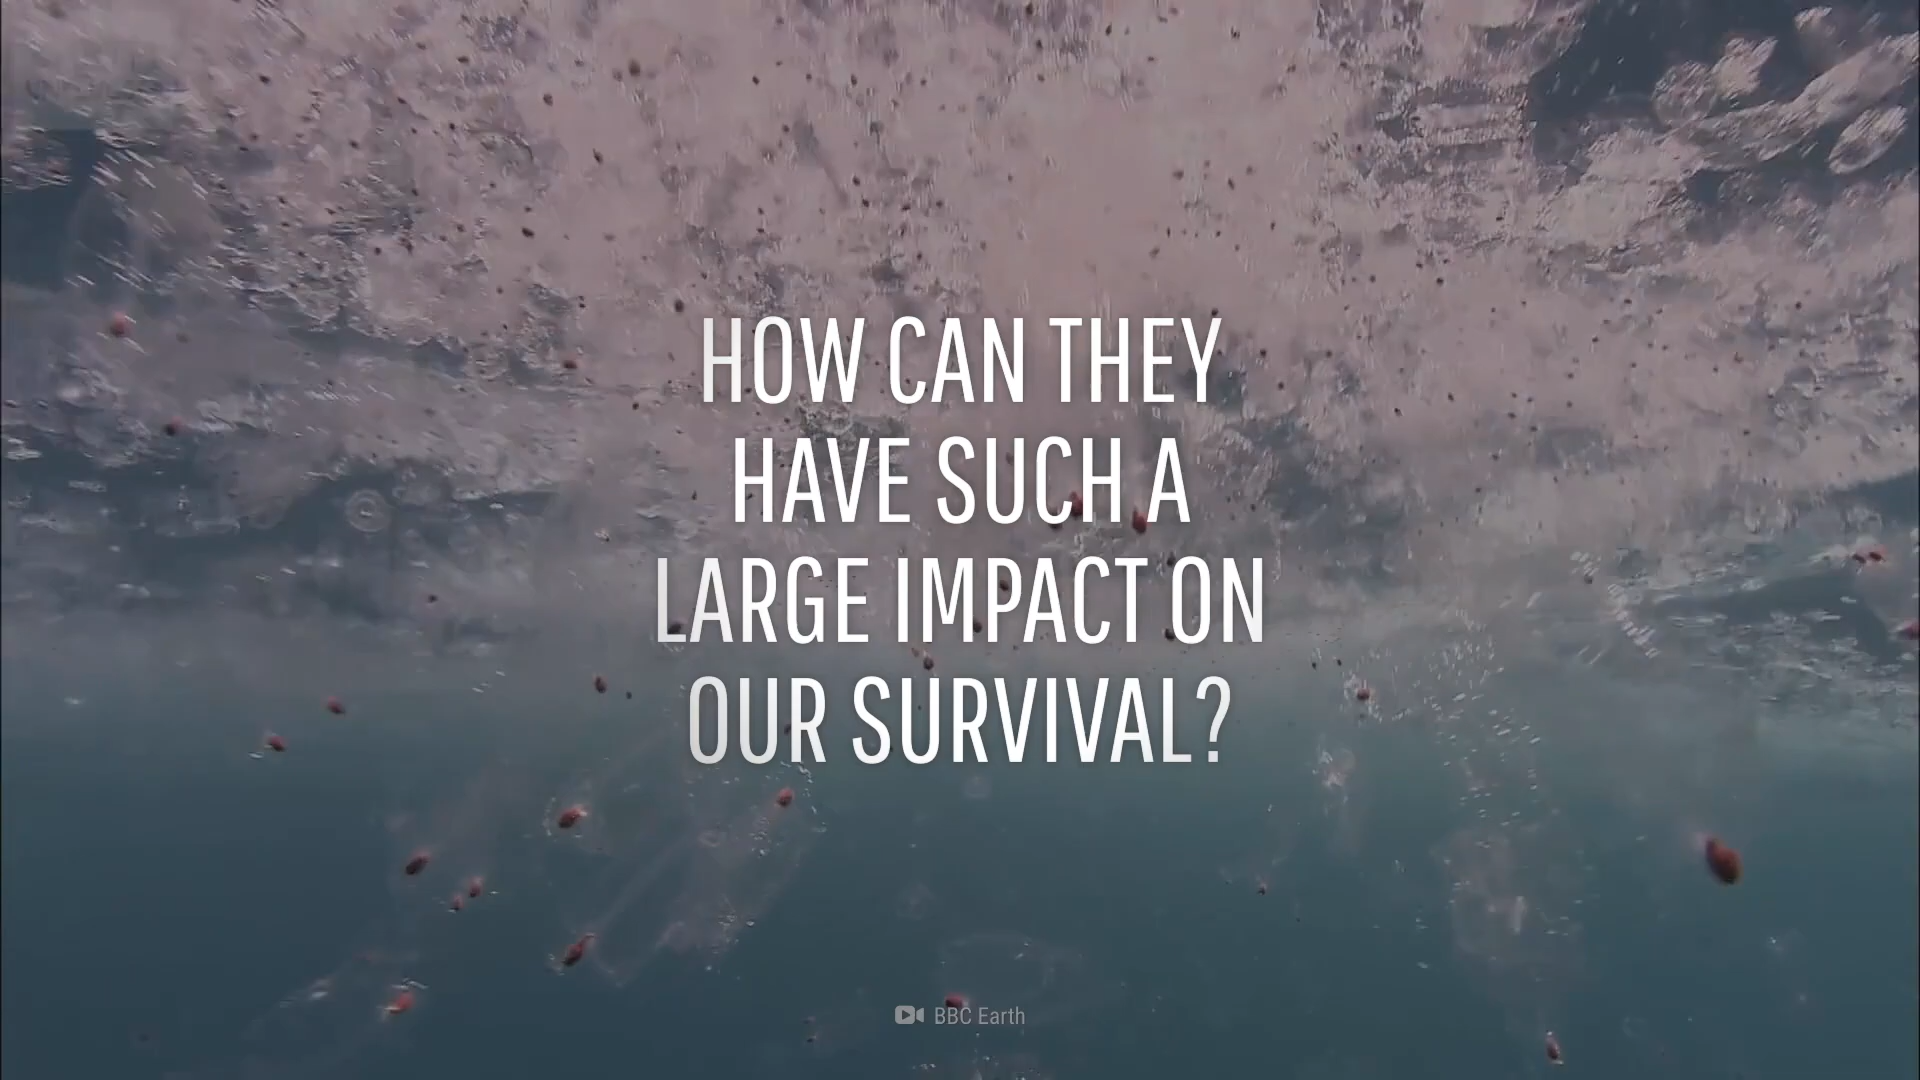 HOW CAN THEY
HAVE SUCH A
LARGE IMPACT ON
OUR SURVIVAL?
BBC Earth